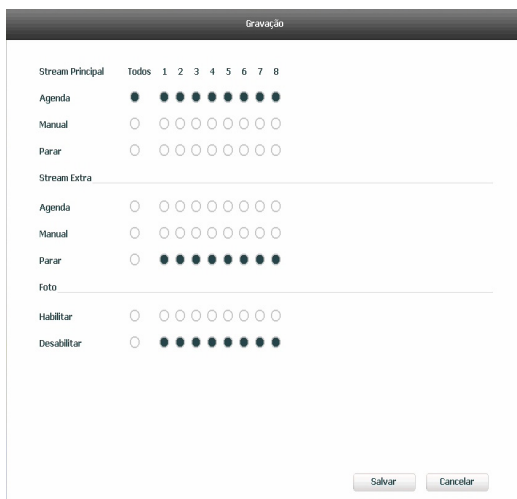 Gravação
Stream Principal Todos 1 2 3 4 5 6 7 8
Agenda
Manual
Parar
Stream Extra
Agenda
Manual
Parar
Foto
Habilitar
Desabilitar
Salvar Cancelar